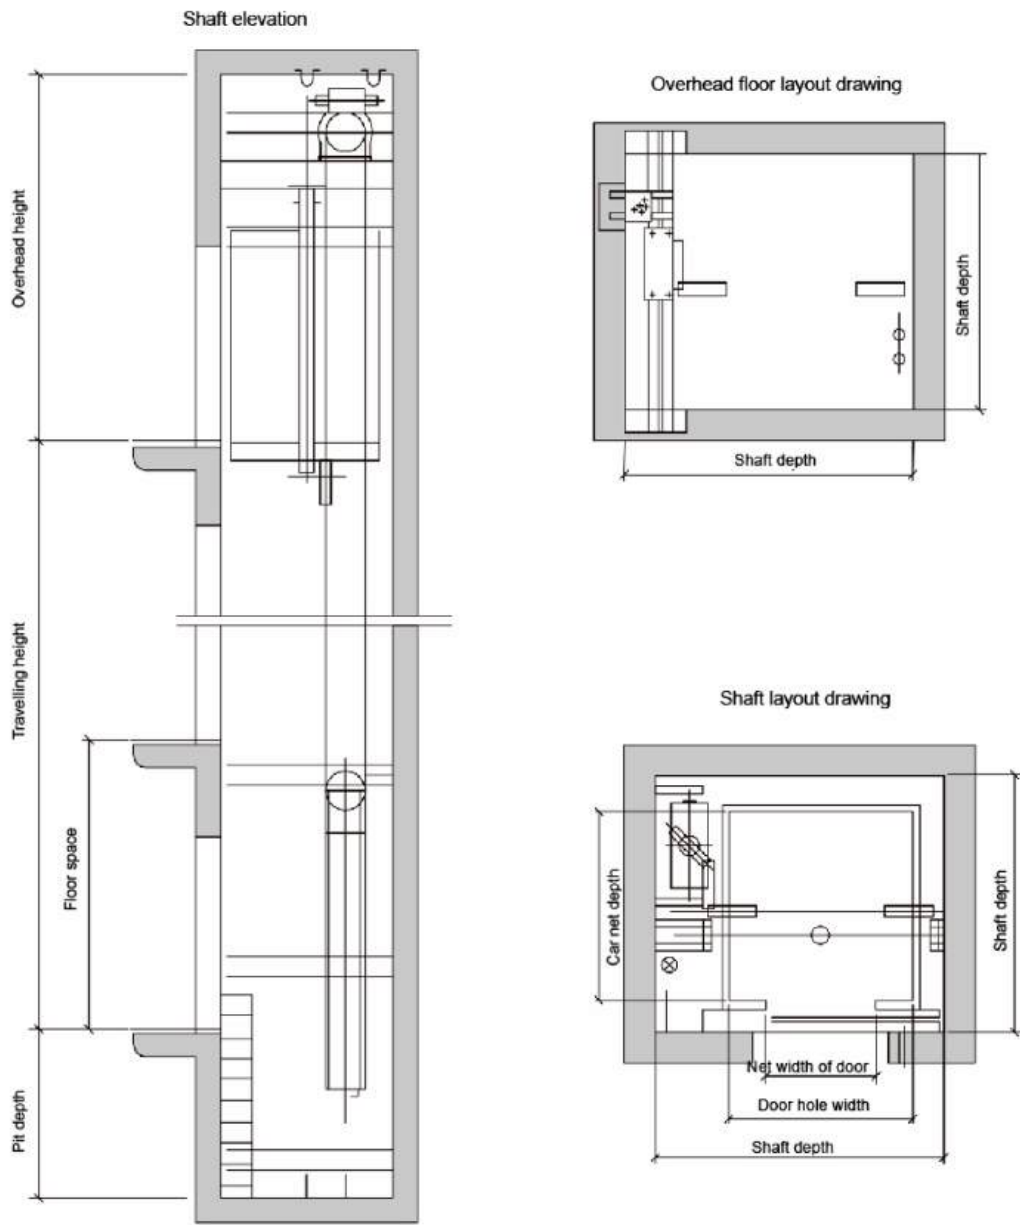 Shaft elevation
Overhead height
Travelling height
Floor space
Pit depth
Overhead floor layout drawing
Shaft depth
Shaft depth
Shaft layout drawing
Car net depth
Shaft depth
Net width of door
Door hole width
Shaft depth